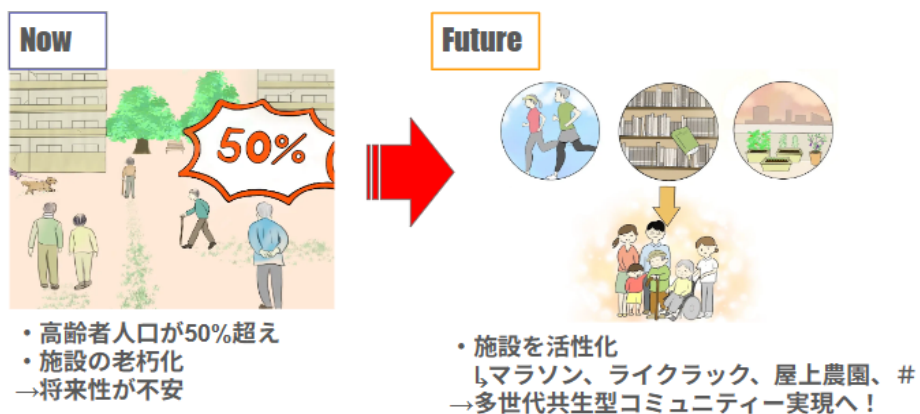 Now
Future
50%
・高齢者人口が50%超え
・施設の老朽化
→将来性が不安
・施設を活性化
↳マラソン、ライクラック、屋上農園、#
→多世代共生型コミュニティー実現へ！